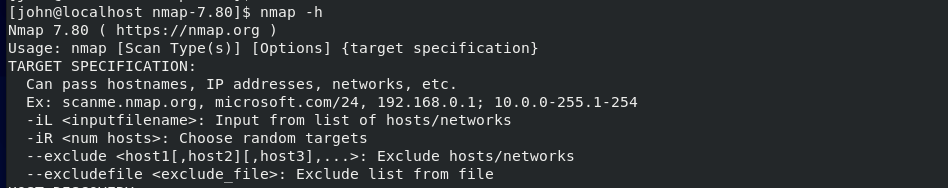 [john@localhost nmap-7.80]$ nmap -h
Nmap 7.80 ( https://nmap.org )
Usage: nmap [Scan Type(s)] [Options] {target specification}
TARGET SPECIFICATION:
  Can pass hostnames, IP addresses, networks, etc.
  Ex: scanme.nmap.org, microsoft.com/24, 192.168.0.1; 10.0.0-255.1-254
  -iL <inputfilename>: Input from list of hosts/networks
  -iR <num hosts>: Choose random targets
  --exclude <host1[,host2][,host3],...>: Exclude hosts/networks
  --excludefile <exclude_file>: Exclude list from file